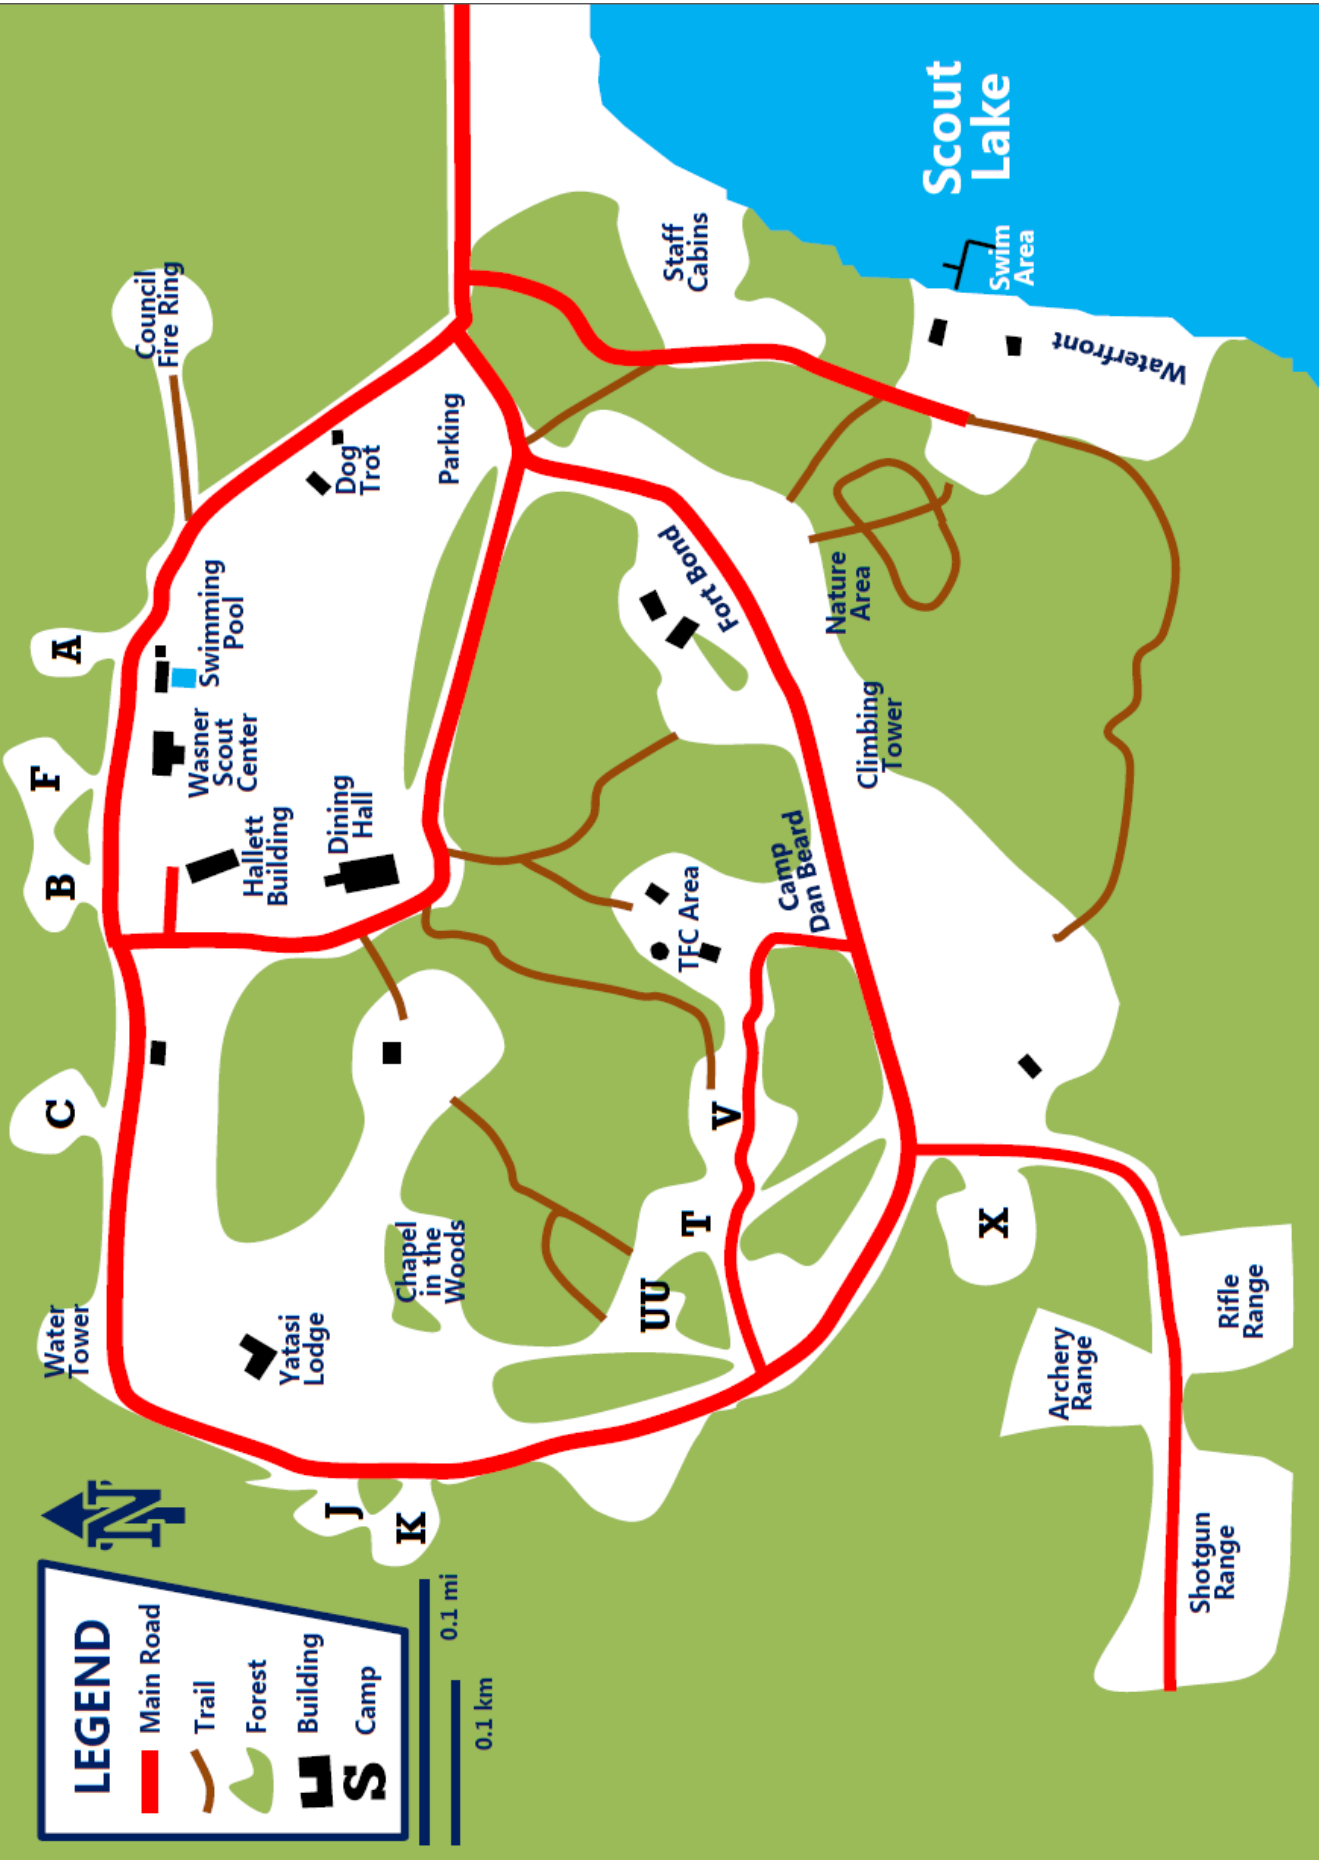 LEGEND
Main Road
Trail
Forest
Building
S Camp
0.1 mi
0.1 km
N
J
K
Water
Tower
C
B
F
A
Council
Fire Ring
Yatasi
Lodge
Hallett
Building
Wasner
Scout
Center
Swimming
Pool
Dining
Hall
Dog
Trot
Parking
Chapel
in the
Woods
UU
T
V
TFC Area
Fort Bond
Staff
Cabins
Camp
Dan Beard
Climbing
Tower
Nature
Area
Scout
Lake
Swim
Area
Waterfront
X
Archery
Range
Rifle
Range
Shotgun
Range